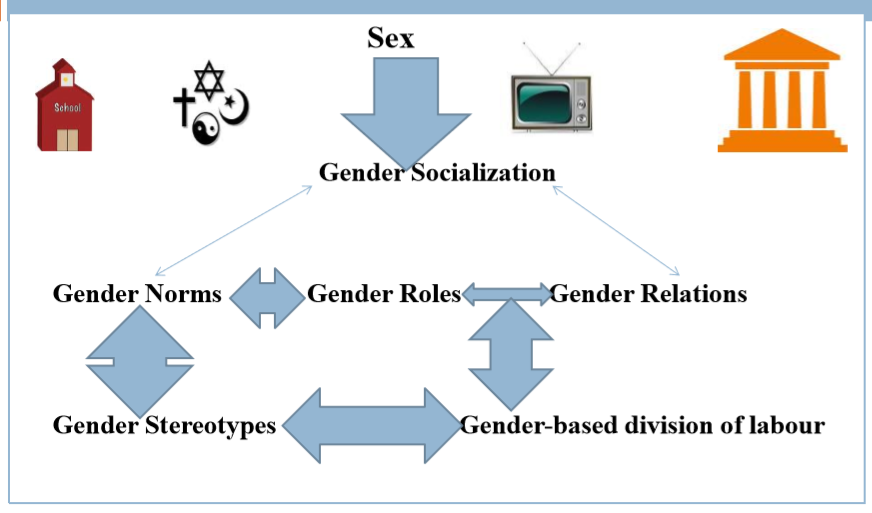 Sex
School
Gender Socialization
Gender Norms
Gender Roles
Gender Relations
Gender Stereotypes
Gender-based division of labour